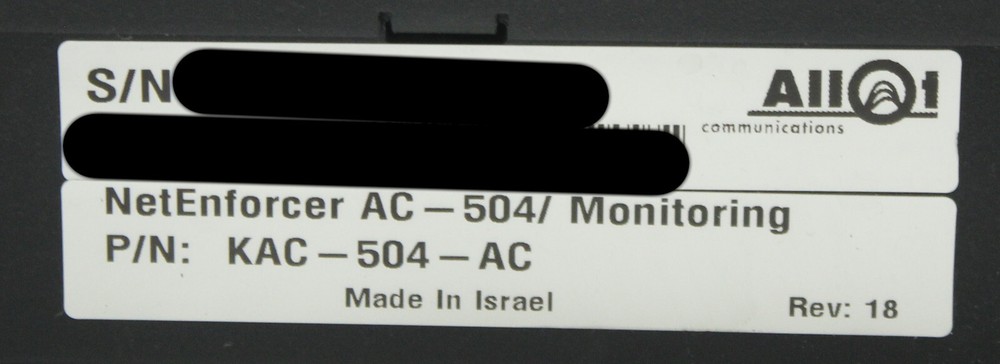 S/N
Allot
communications
NetEnforcer AC-504/ Monitoring
P/N: KAC-504-AC
Made In Israel
Rev: 18